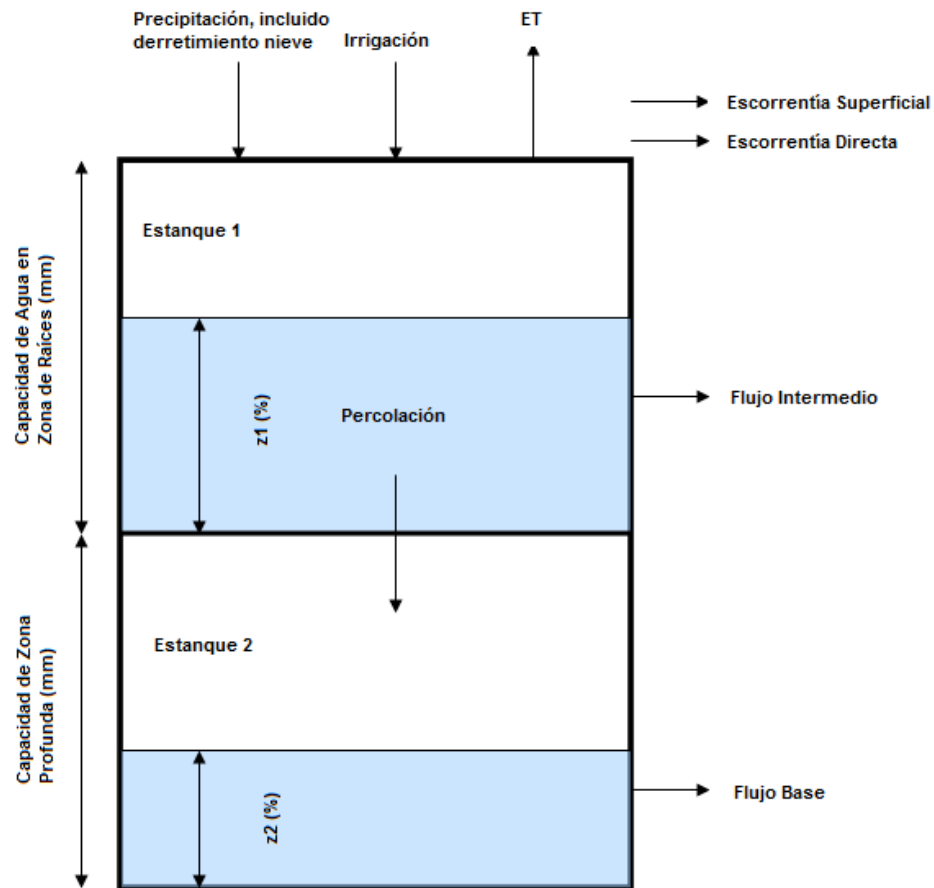 Precipitación, incluido
derretimiento nieve
Irrigación
ET
Escorrentía Superficial
Escorrentía Directa
Estanque 1
Capacidad de Agua en
Zona de Raíces (mm)
z1 (%)
Percolación
Flujo Intermedio
Estanque 2
Capacidad de Zona
Profunda (mm)
z2 (%)
Flujo Base